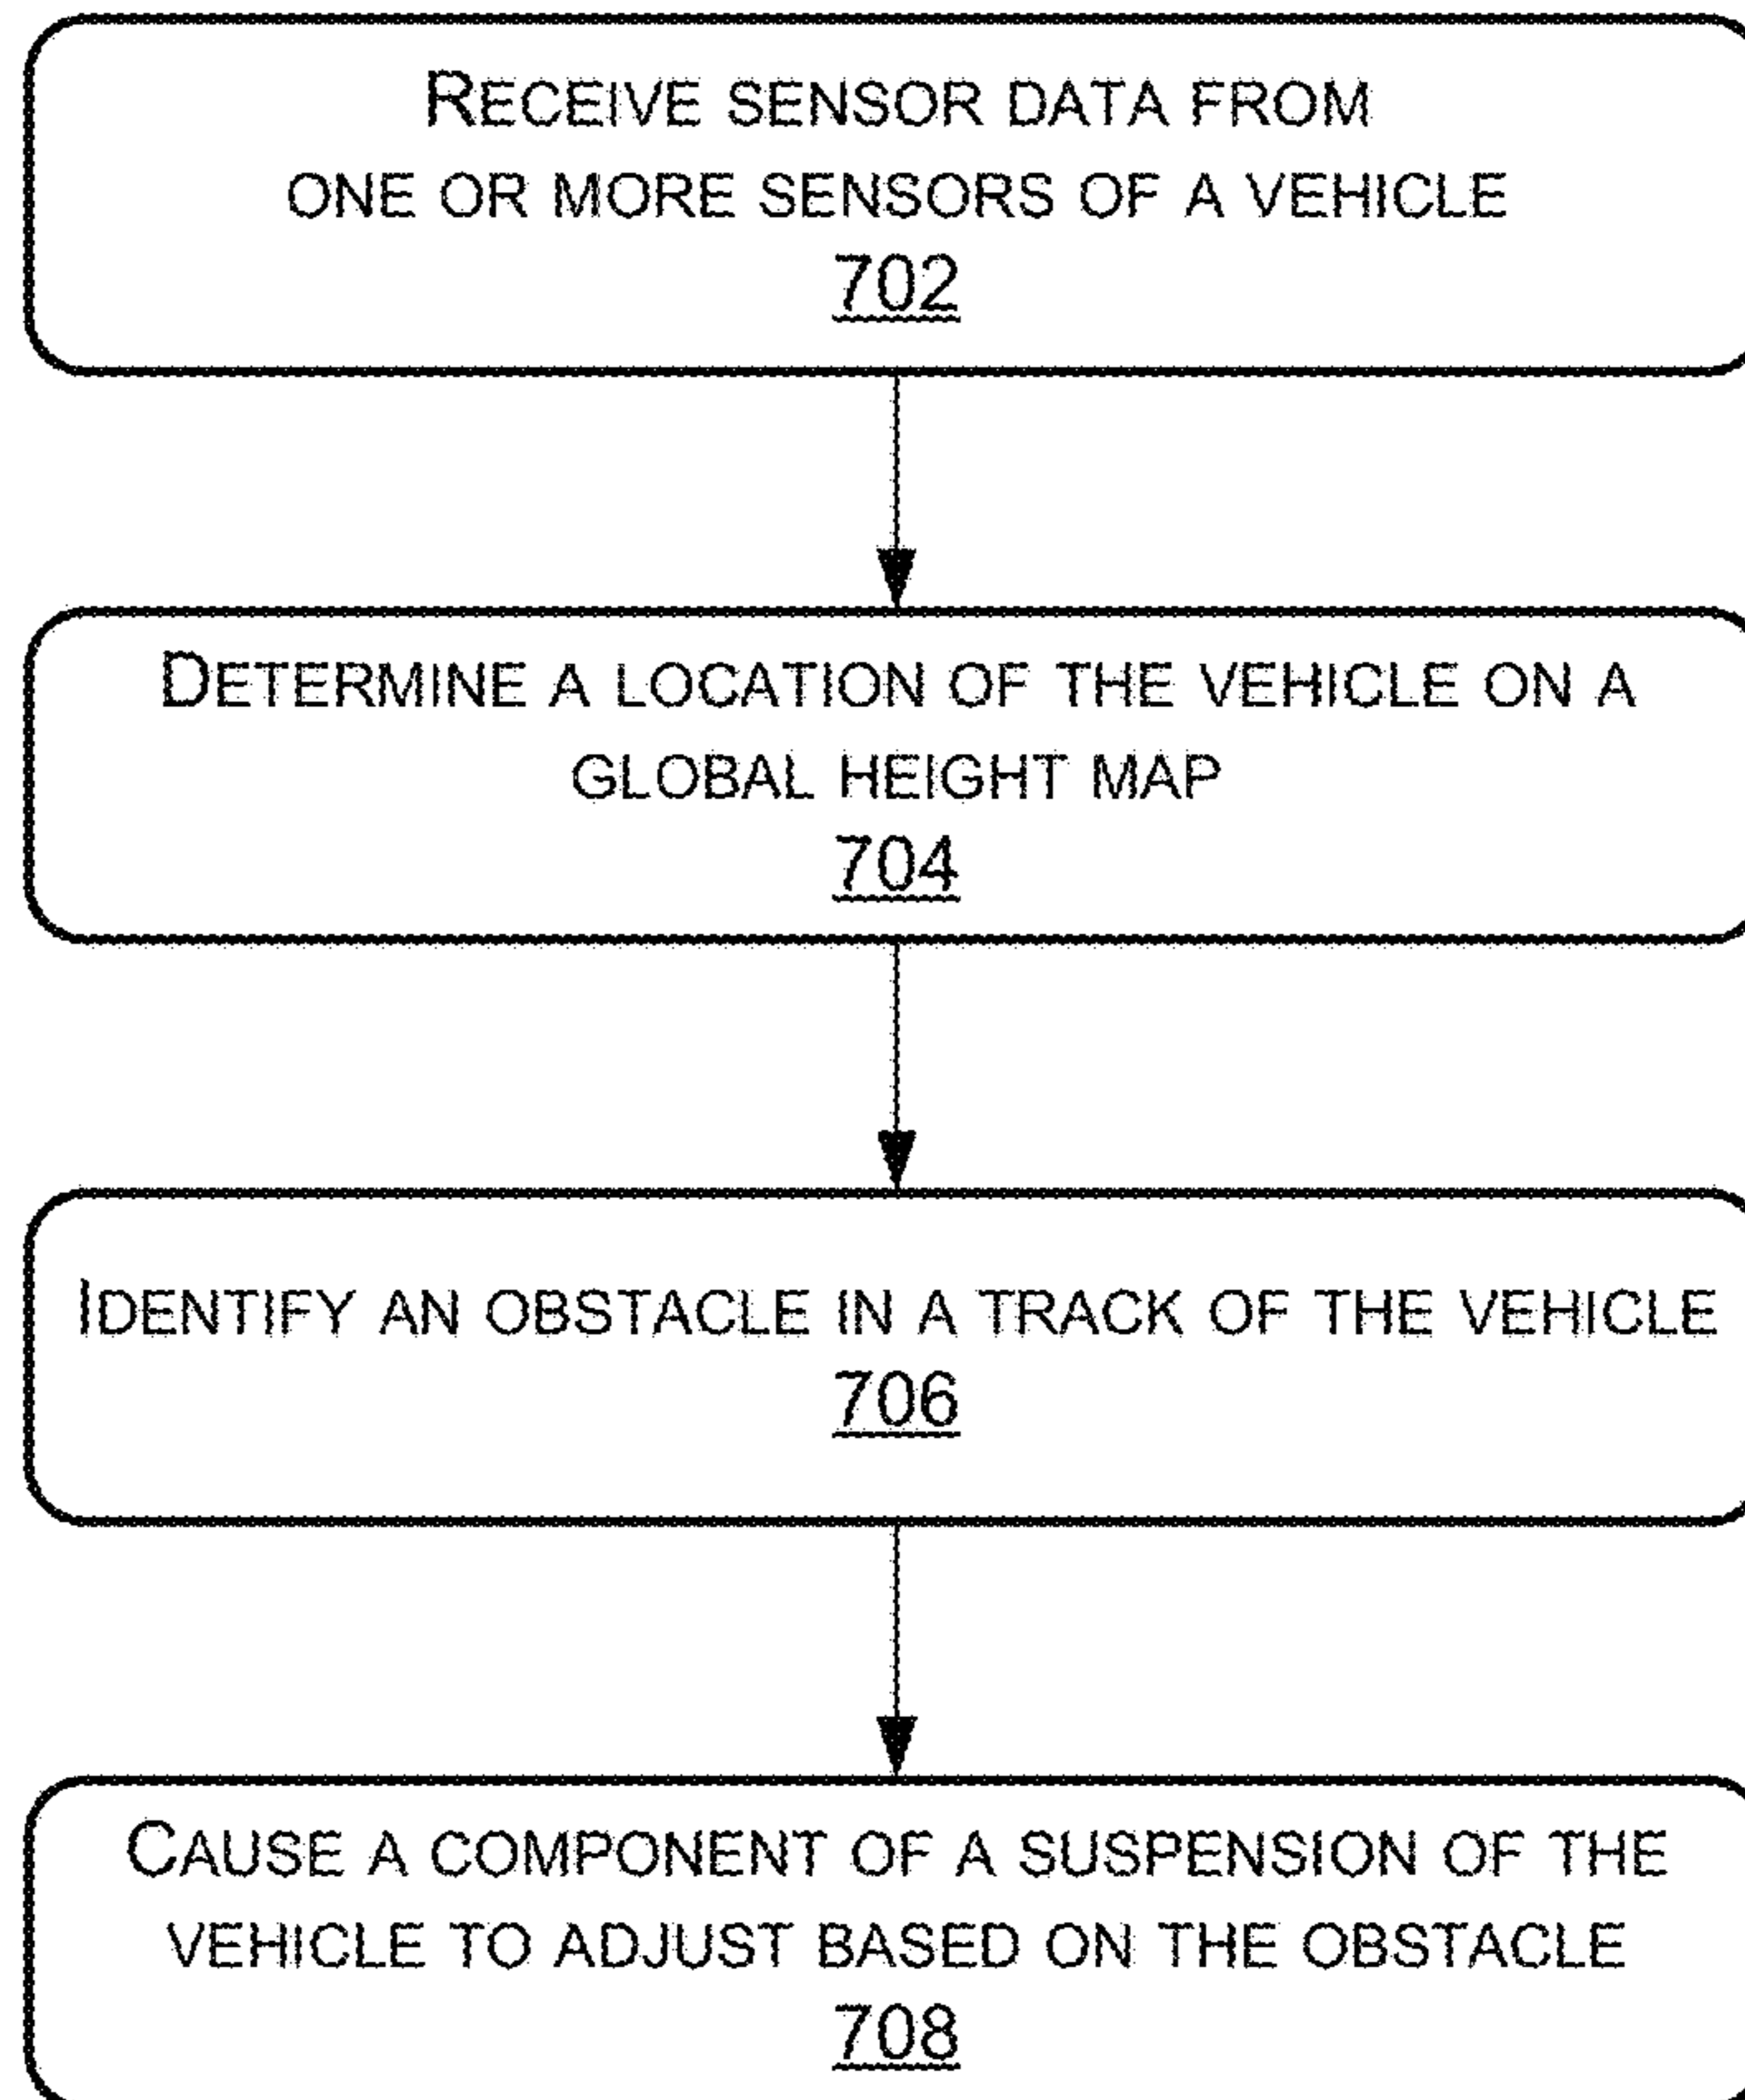 RECEIVE SENSOR DATA FROM
ONE OR MORE SENSORS OF A VEHICLE
702
DETERMINE A LOCATION OF THE VEHICLE ON A
GLOBAL HEIGHT MAP
704
IDENTIFY AN OBSTACLE IN A TRACK OF THE VEHICLE
706
CAUSE A COMPONENT OF A SUSPENSION OF THE
VEHICLE TO ADJUST BASED ON THE OBSTACLE
708